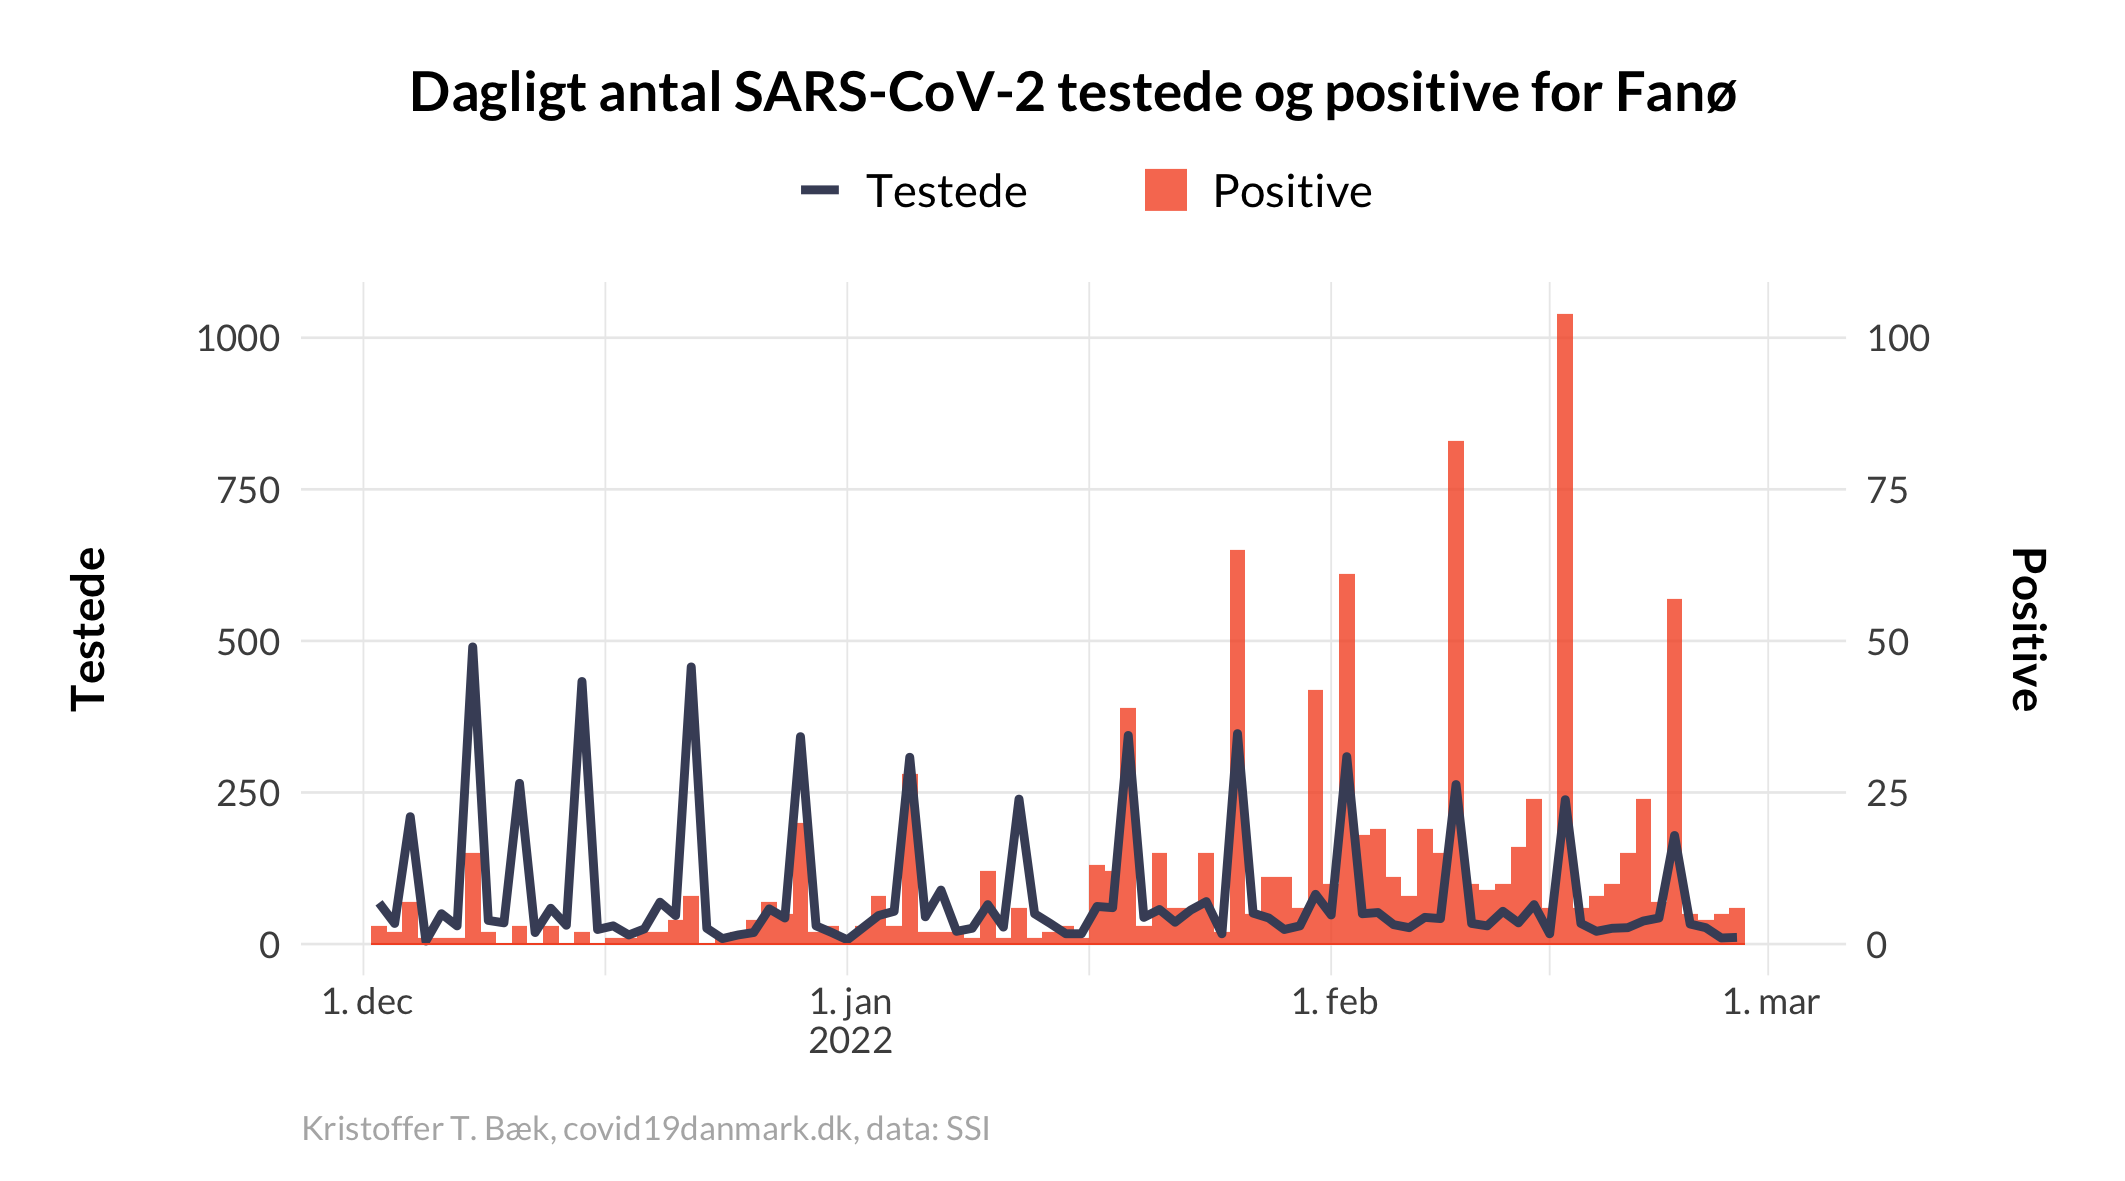 Dagligt antal SARS-CoV-2 testede og positive for Fanø
Testede
Positive
1000
750
500
250
0
100
75
50
25
0
Testede
Positive
1. dec
1. jan
2022
1. feb
1. mar
Kristoffer T. Bæk, covid19danmark.dk, data: SSI